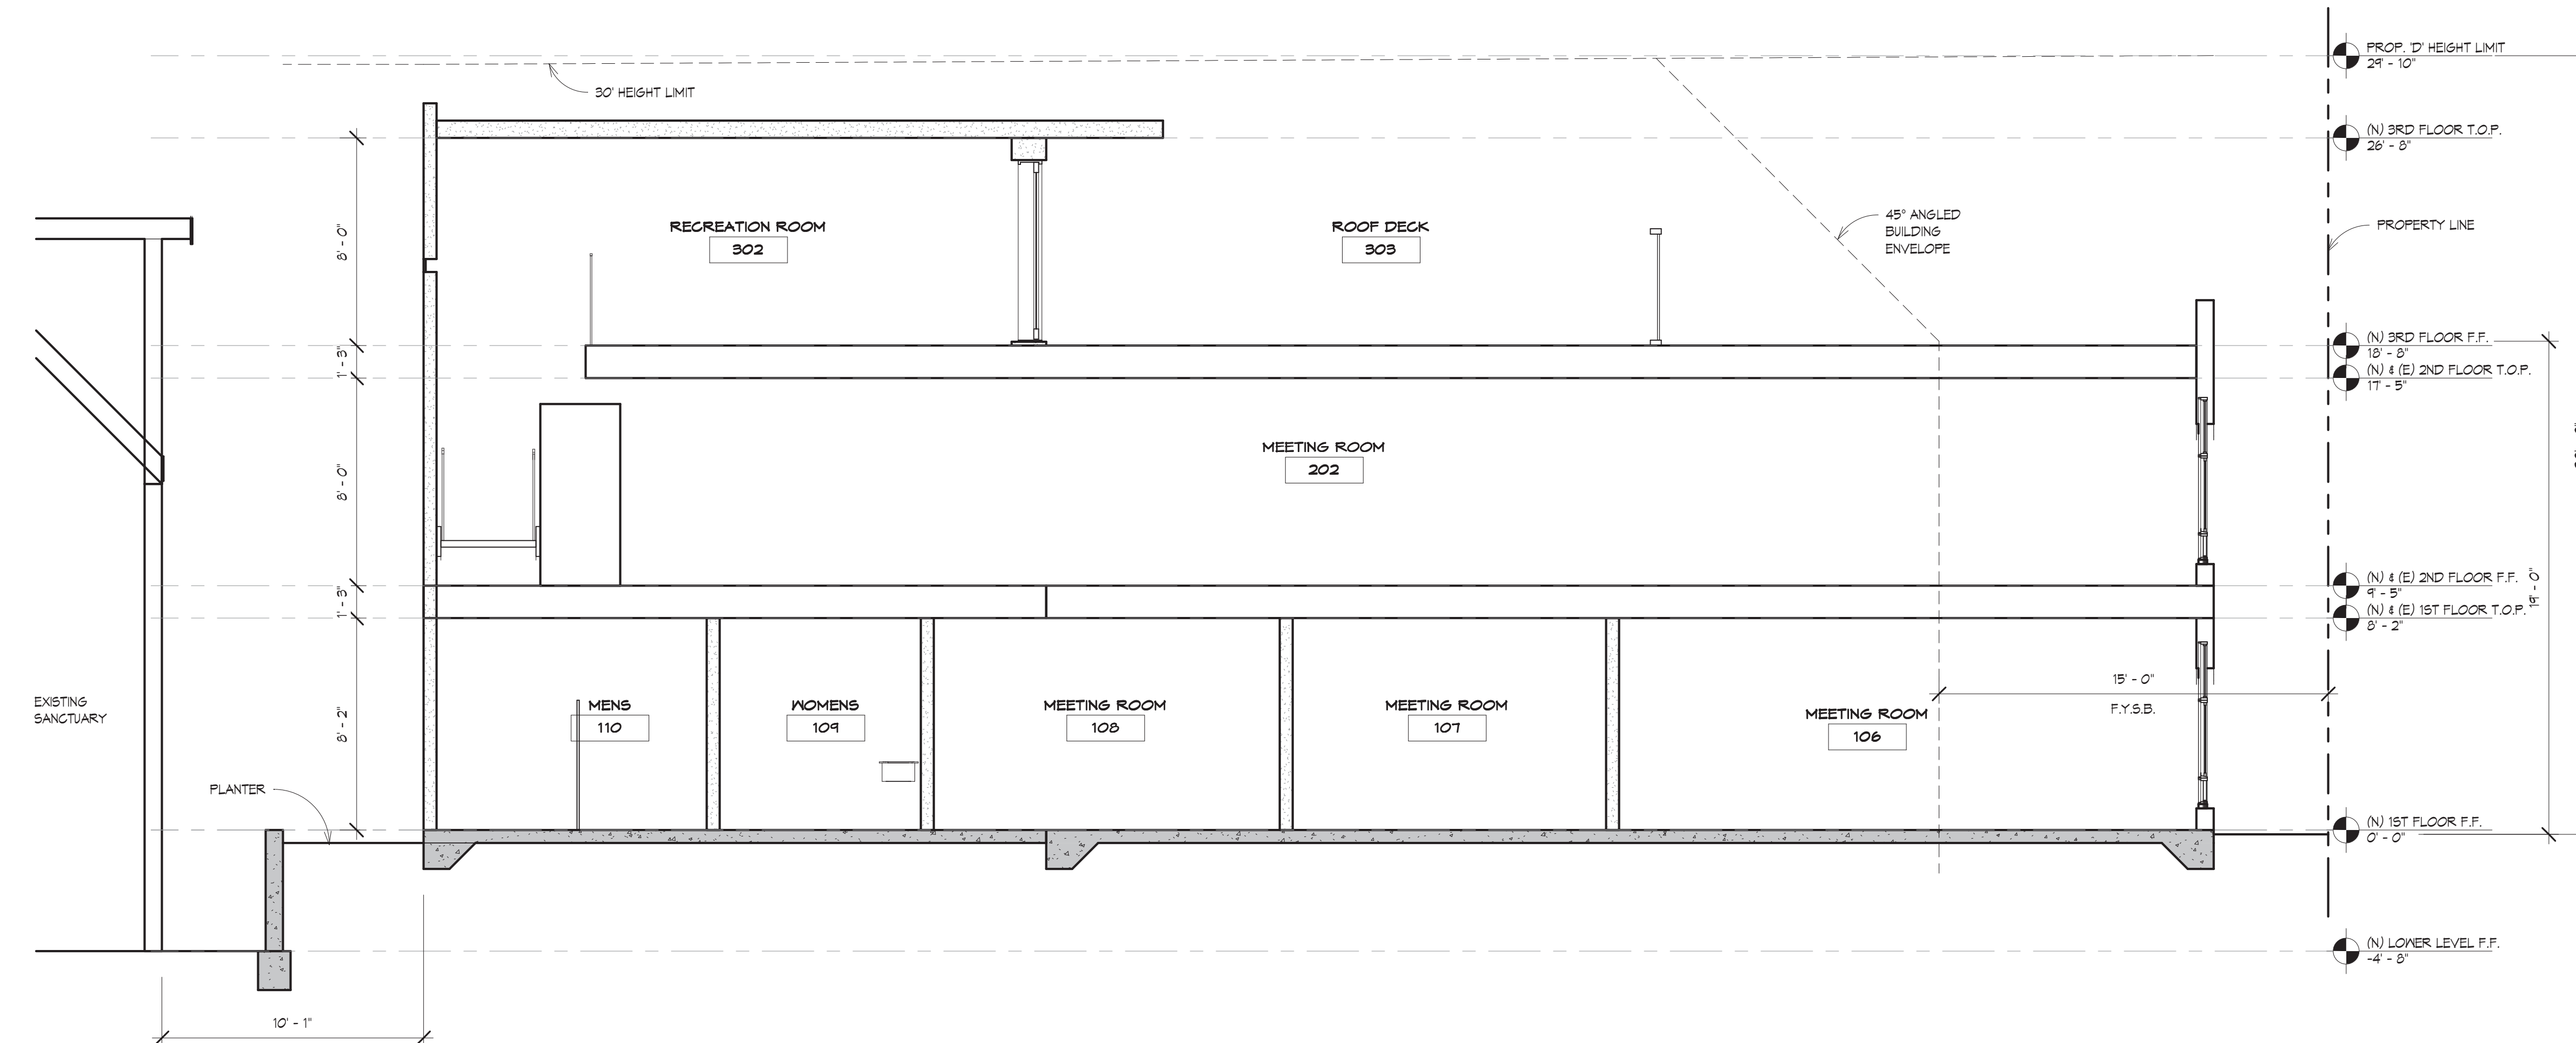 PROP. 'D' HEIGHT LIMIT
29' - 10"
30' HEIGHT LIMIT
(N) 3RD FLOOR T.O.P.
26' - 8"
RECREATION ROOM
302
ROOF DECK
303
45° ANGLED
BUILDING
ENVELOPE
PROPERTY LINE
8' - 0"
1' - 3"
(N) 3RD FLOOR F.F.
18' - 8"
(N) & (E) 2ND FLOOR T.O.P.
17' - 5"
MEETING ROOM
202
8' - 0"
1' - 3"
(N) & (E) 2ND FLOOR F.F.
9' - 5"
(N) & (E) 1ST FLOOR T.O.P.
8' - 2"
19' - 0"
EXISTING
SANCTUARY
8' - 2"
MENS
110
WOMENS
109
MEETING ROOM
108
MEETING ROOM
107
MEETING ROOM
106
15' - 0"
F.Y.S.B.
PLANTER
(N) 1ST FLOOR F.F.
0' - 0"
(N) LOWER LEVEL F.F.
-4' - 8"
10' - 1"